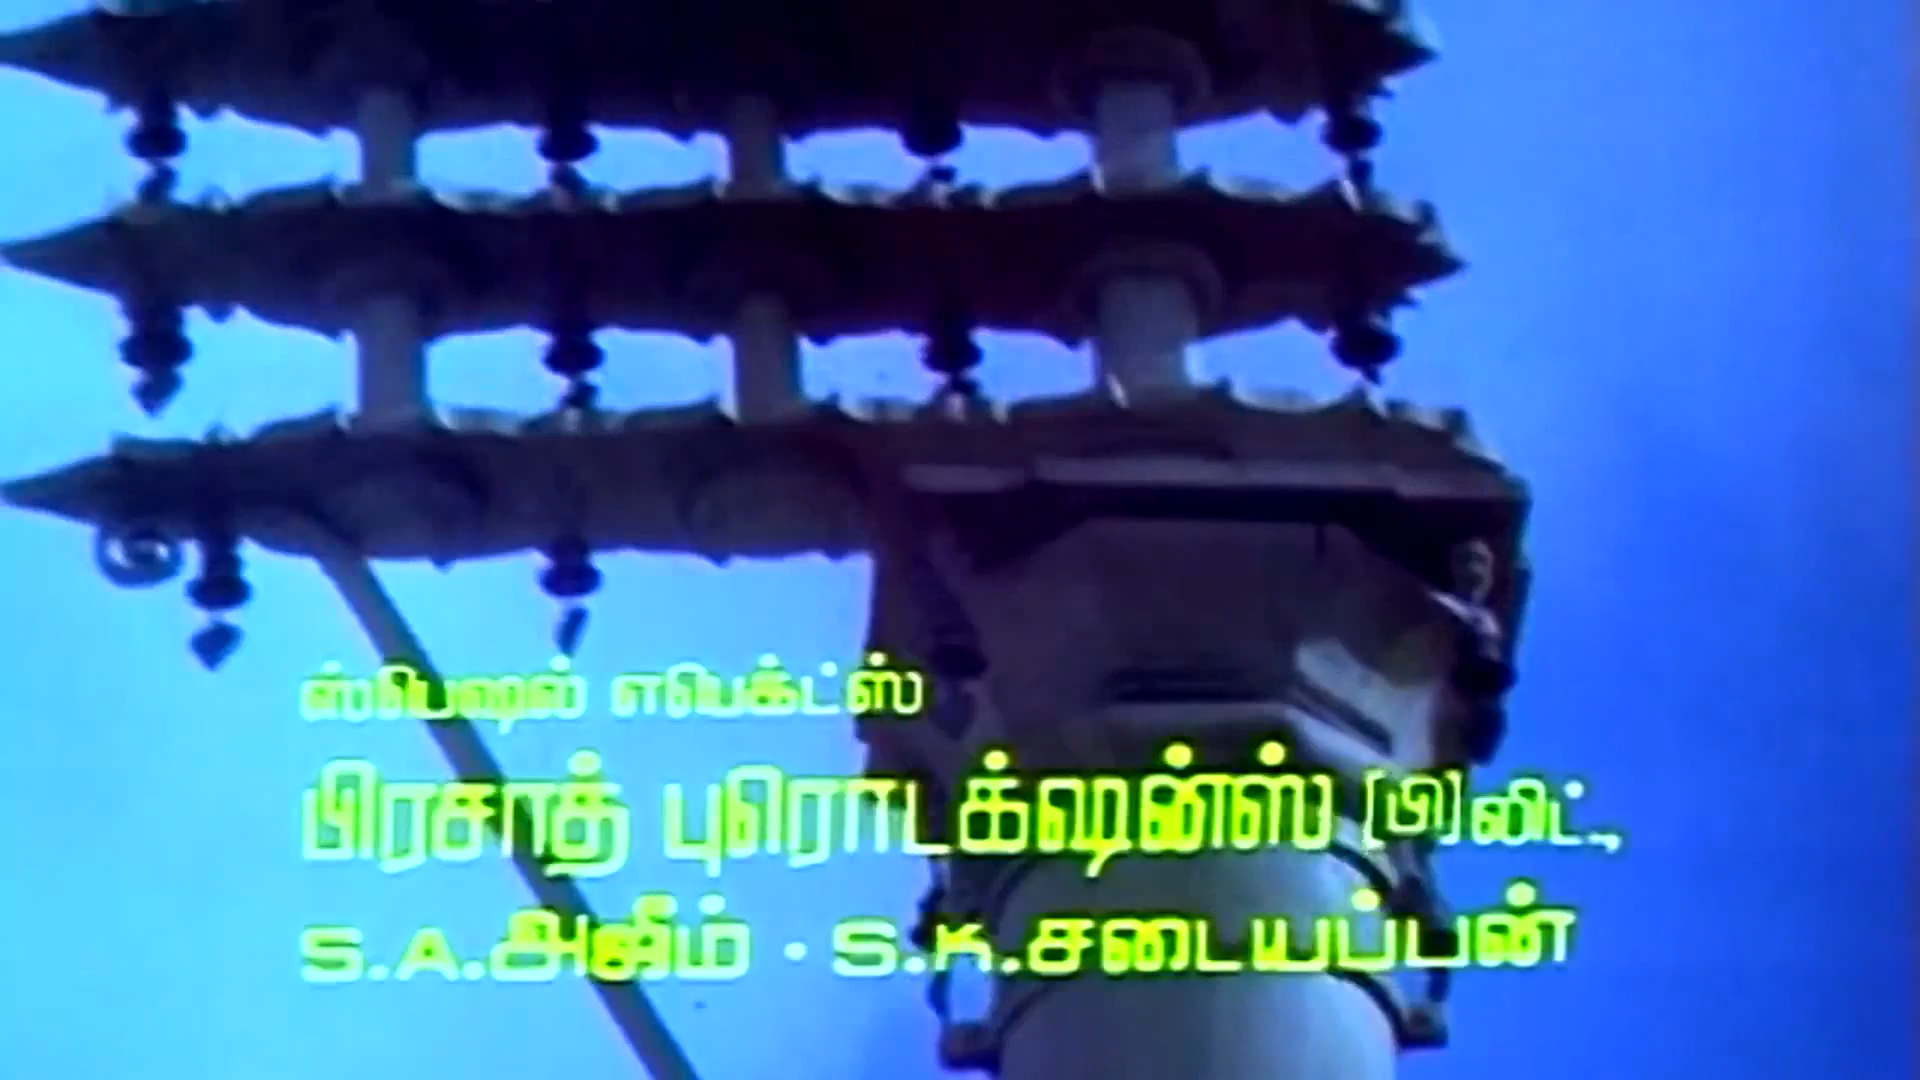 ஸ்பெஷல் எபெக்ட்ஸ்
பிரசாத் புரொடக்ஷன்ஸ் [பி]லிட்.,
S.A.அஜீம் · S.K.சடையப்பன்